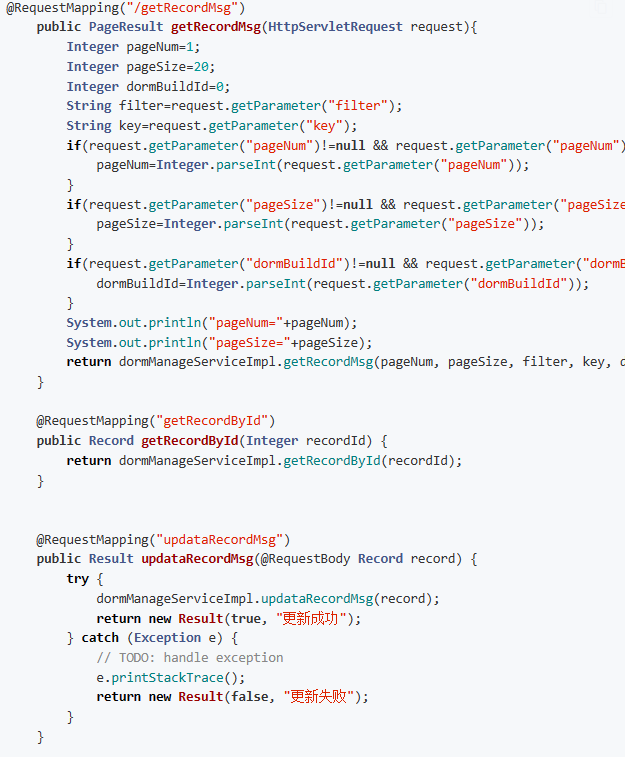 @RequestMapping("/getRecordMsg")
public PageResult getRecordMsg(HttpServletRequest request){
Integer pageNum=1;
Integer pageSize=20;
Integer dormBuildId=0;
String filter=request.getParameter("filter");
String key=request.getParameter("key");
if(request.getParameter("pageNum")!=null && request.getParameter("pageNum")
pageNum=Integer.parseInt(request.getParameter("pageNum"));
}
if(request.getParameter("pageSize")!=null && request.getParameter("pageSize
pageSize=Integer.parseInt(request.getParameter("pageSize"));
}
if(request.getParameter("dormBuildId")!=null && request.getParameter("dormB
dormBuildId=Integer.parseInt(request.getParameter("dormBuildId"));
}
System.out.println("pageNum="+pageNum);
System.out.println("pageSize="+pageSize);
return dormManageServiceImpl.getRecordMsg(pageNum, pageSize, filter, key, d
}
@RequestMapping("getRecordById")
public Record getRecordById(Integer recordId) {
return dormManageServiceImpl.getRecordById(recordId);
}
@RequestMapping("updataRecordMsg")
public Result updataRecordMsg(@RequestBody Record record) {
try {
dormManageServiceImpl.updataRecordMsg(record);
return new Result(true, "更新成功");
} catch (Exception e) {
// TODO: handle exception
e.printStackTrace();
return new Result(false, "更新失败");
}
}